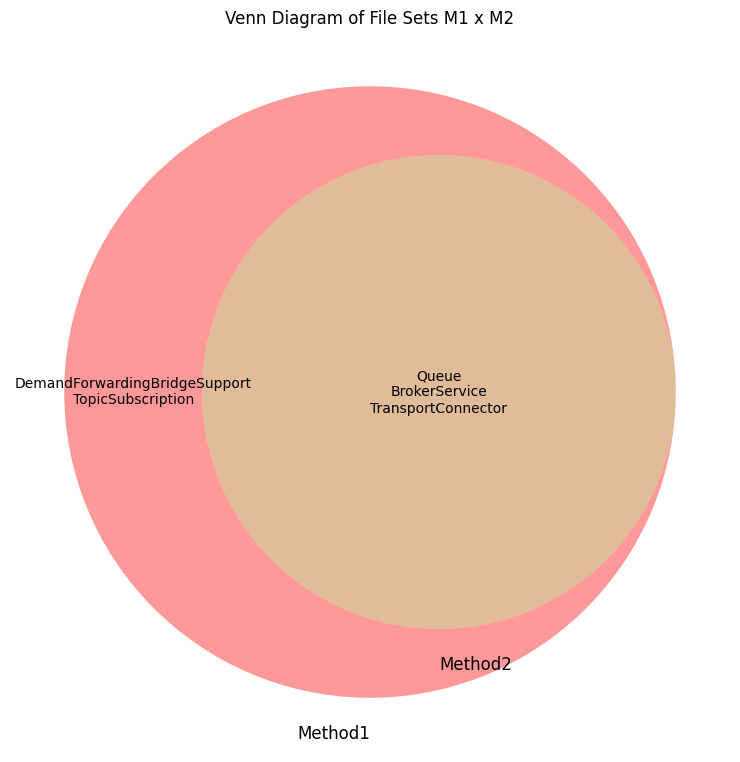 Venn Diagram of File Sets M1 x M2
DemandForwardingBridgeSupport
TopicSubscription
Queue
BrokerService
TransportConnector
Method2
Method1